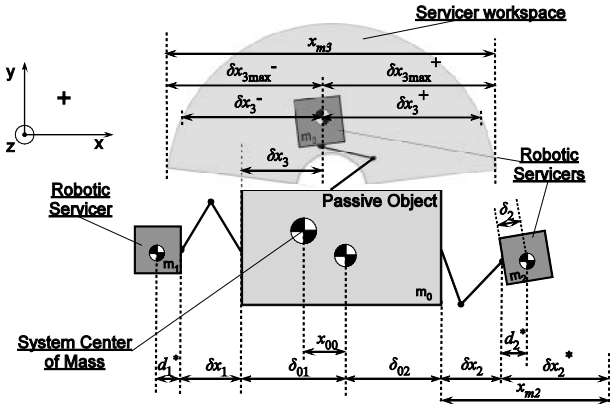 Servicer workspace
x_m3
δx_3max^-
δx_3max^+
δx_3^-
δx_3^+
m_3
y
+
z
x
δx_3
Robotic
Servicer
Robotic
Servicers
Passive Object
δ_2
m_1
m_2
m_0
System Center
of Mass
x_00
d_1^*
δx_1
δ_01
δ_02
δx_2
d_2^*
δx_2^*
x_m2